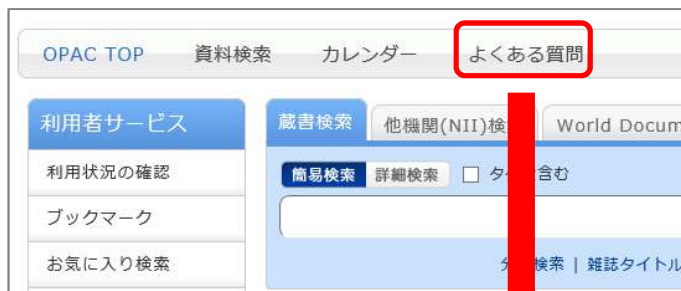 OPAC TOP 資料検索 カレンダー よくある質問
利用者サービス
蔵書検索 他機関(NII)検 World Docum
利用状況の確認
簡易検索 詳細検索 含む
ブックマーク
お気に入り検索
検索 | 雑誌タイトル